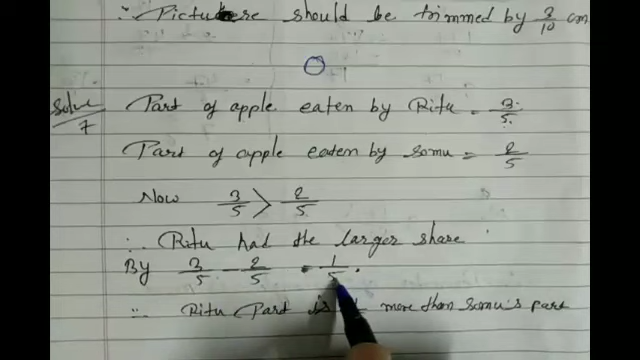 ∴ Picture should be trimmed by 3/10 cm
Solve 7 Part of apple eaten by Ritu = 3/5
Part of apple eaten by Somu = 2/5
Now 3/5 > 2/5
∴ Ritu had the larger share
By 3/5 - 2/5 = 1/5.
∴ Ritu Part is more than Somu's part